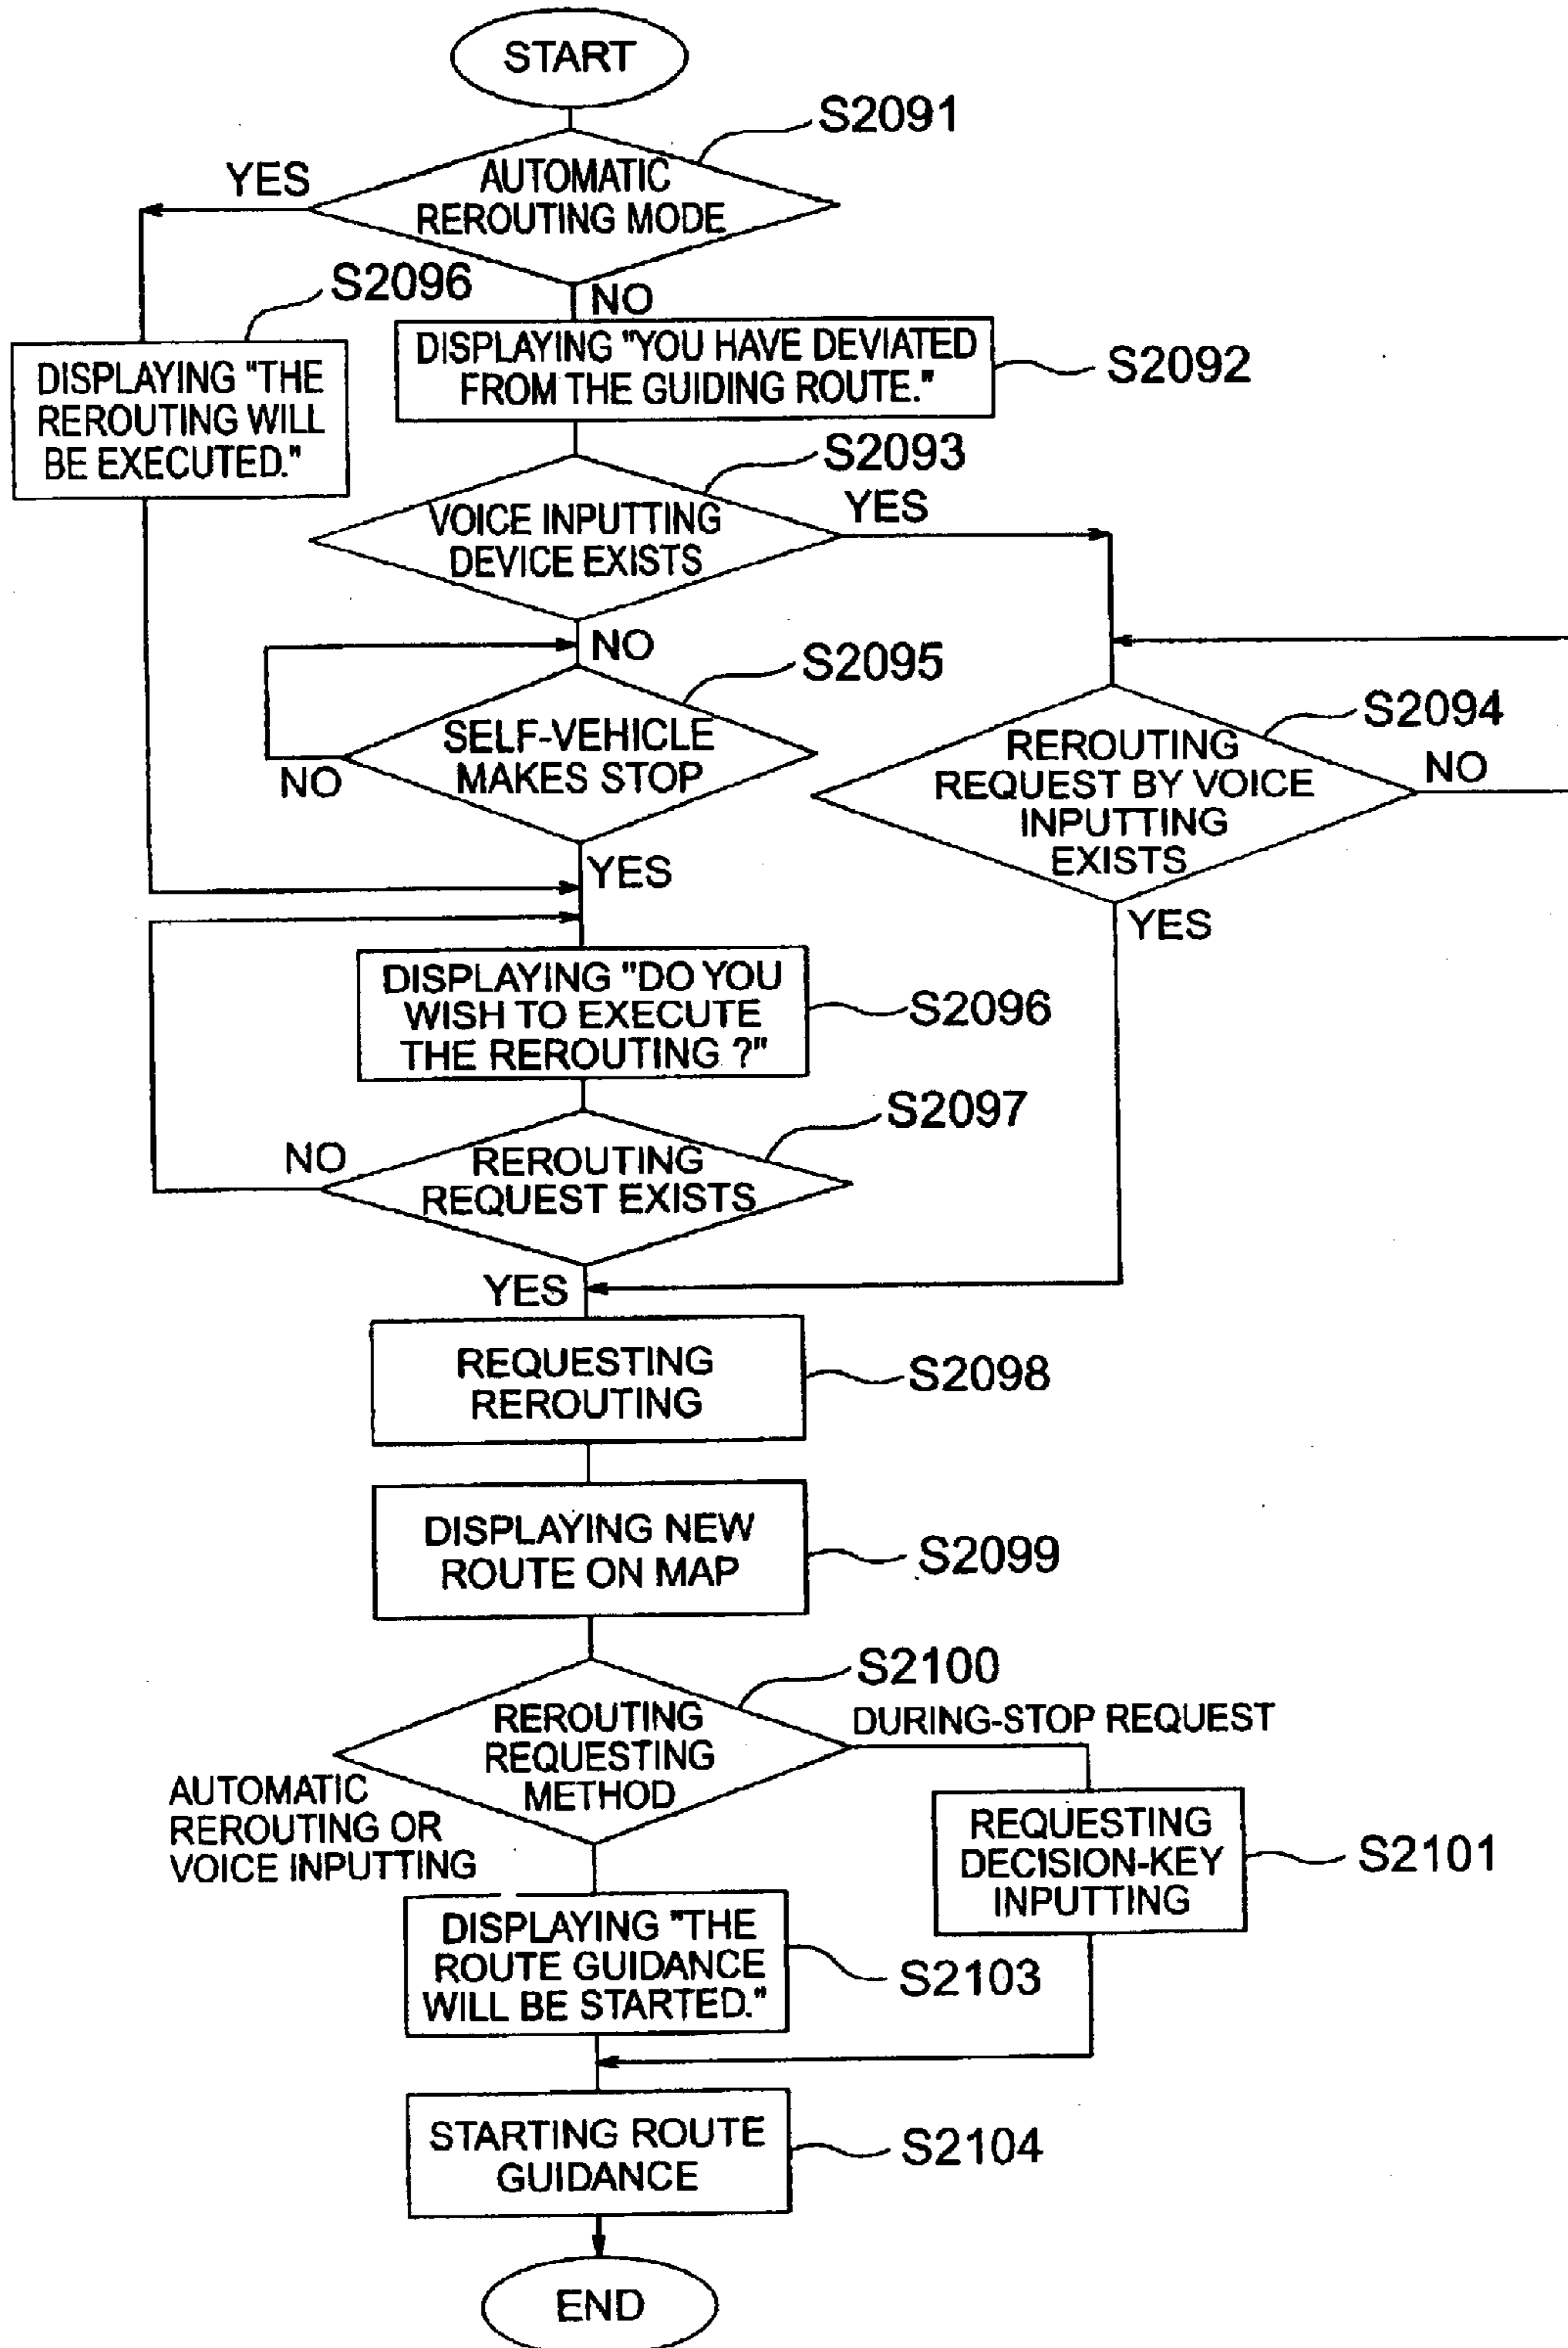 START
S2091
YES
AUTOMATIC
REROUTING MODE
S2096
NO
DISPLAYING "THE
REROUTING WILL
BE EXECUTED."
DISPLAYING "YOU HAVE DEVIATED
FROM THE GUIDING ROUTE."
S2092
S2093
YES
VOICE INPUTTING
DEVICE EXISTS
NO
S2095
SELF-VEHICLE
MAKES STOP
NO
YES
S2094
REROUTING
REQUEST BY VOICE
INPUTTING
EXISTS
NO
YES
DISPLAYING "DO YOU
WISH TO EXECUTE
THE REROUTING ?"
S2096
S2097
NO
REROUTING
REQUEST EXISTS
YES
REQUESTING
REROUTING
S2098
DISPLAYING NEW
ROUTE ON MAP
S2099
S2100
REROUTING
REQUESTING
METHOD
DURING-STOP REQUEST
AUTOMATIC
REROUTING OR
VOICE INPUTTING
REQUESTING
DECISION-KEY
INPUTTING
S2101
DISPLAYING "THE
ROUTE GUIDANCE
WILL BE STARTED."
S2103
STARTING ROUTE
GUIDANCE
S2104
END